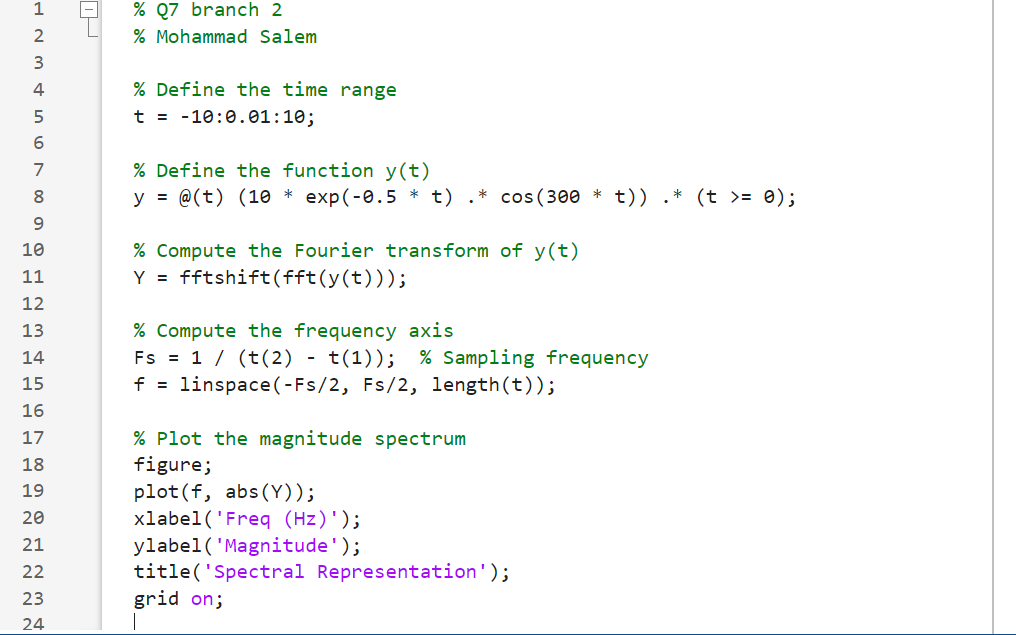 1 % Q7 branch 2
2 % Mohammad Salem
3
4 % Define the time range
5 t = -10:0.01:10;
6
7 % Define the function y(t)
8 y = @(t) (10 * exp(-0.5 * t) .* cos(300 * t)) .* (t >= 0);
9
10 % Compute the Fourier transform of y(t)
11 Y = fftshift(fft(y(t)));
12
13 % Compute the frequency axis
14 Fs = 1 / (t(2) - t(1));  % Sampling frequency
15 f = linspace(-Fs/2, Fs/2, length(t));
16
17 % Plot the magnitude spectrum
18 figure;
19 plot(f, abs(Y));
20 xlabel('Freq (Hz)');
21 ylabel('Magnitude');
22 title('Spectral Representation');
23 grid on;
24